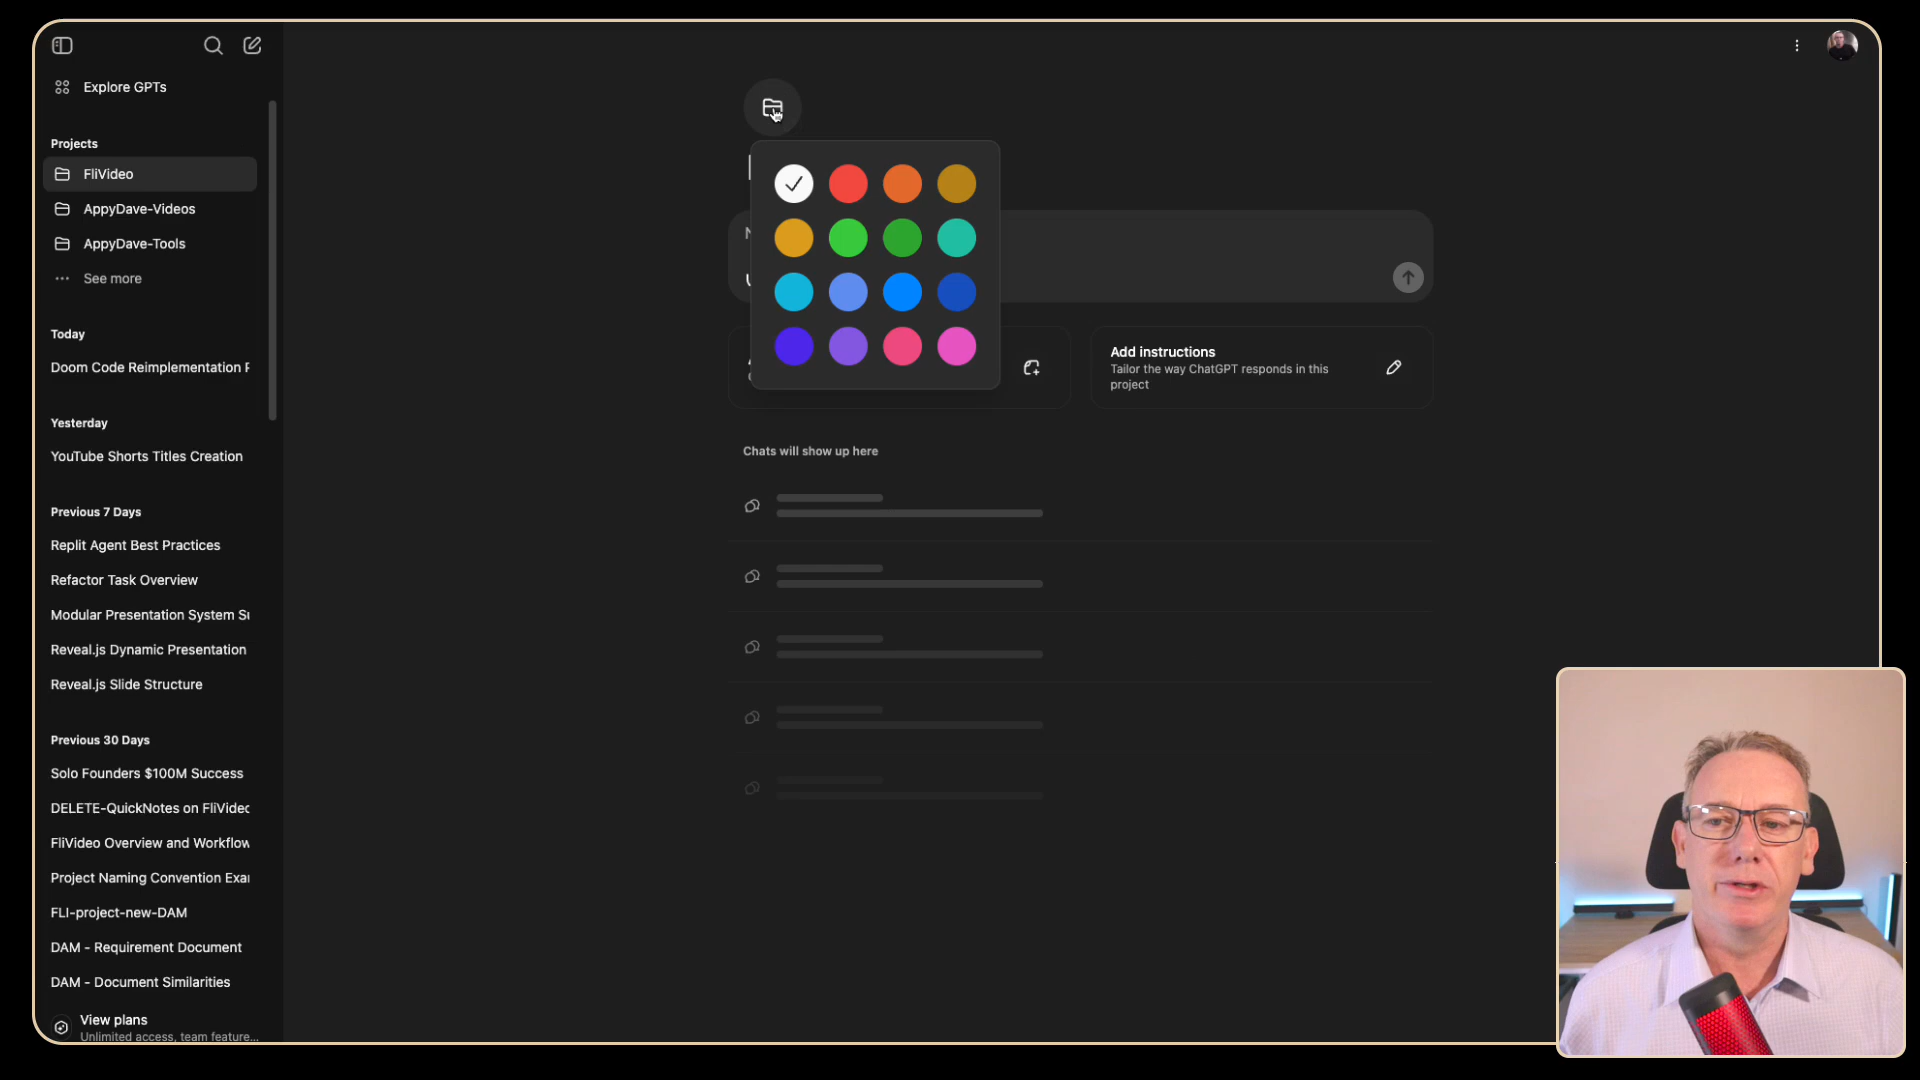 Explore GPTs
Projects
FliVideo
AppyDave-Videos
AppyDave-Tools
See more
Today
Doom Code Reimplementation
Yesterday
YouTube Shorts Titles Creation
Previous 7 Days
Replit Agent Best Practices
Refactor Task Overview
Modular Presentation System
Reveal.js Dynamic Presentation
Reveal.js Slide Structure
Previous 30 Days
Solo Founders $100M Success
DELETE-QuickNotes on FliVideo
FliVideo Overview and Workflow
Project Naming Convention
FLI-project-new-DAM
DAM - Requirement Document
DAM - Document Similarities
View plans
Unlimited access, team feature...
Add instructions
Tailor the way ChatGPT responds in this
project
Chats will show up here